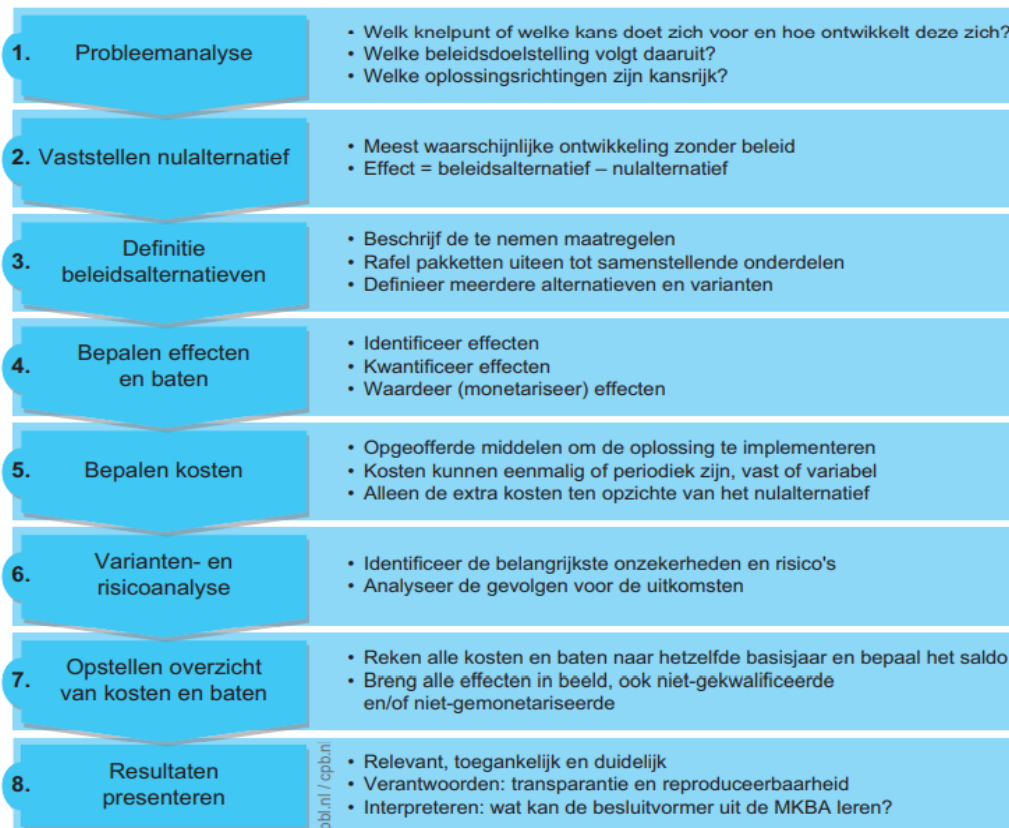 1. Probleemanalyse
• Welk knelpunt of welke kans doet zich voor en hoe ontwikkelt deze zich?
• Welke beleidsdoelstelling volgt daaruit?
• Welke oplossingsrichtingen zijn kansrijk?
2. Vaststellen nulalternatief
• Meest waarschijnlijke ontwikkeling zonder beleid
• Effect = beleidsalternatief – nulalternatief
3. Definitie
beleidsalternatieven
• Beschrijf de te nemen maatregelen
• Rafel pakketten uiteen tot samenstellende onderdelen
• Definieer meerdere alternatieven en varianten
4. Bepalen effecten
en baten
• Identificeer effecten
• Kwantificeer effecten
• Waardeer (monetariseer) effecten
5. Bepalen kosten
• Opgeofferde middelen om de oplossing te implementeren
• Kosten kunnen eenmalig of periodiek zijn, vast of variabel
• Alleen de extra kosten ten opzichte van het nulalternatief
6. Varianten- en
risicoanalyse
• Identificeer de belangrijkste onzekerheden en risico's
• Analyseer de gevolgen voor de uitkomsten
7. Opstellen overzicht
van kosten en baten
• Reken alle kosten en baten naar hetzelfde basisjaar en bepaal het saldo
• Breng alle effecten in beeld, ook niet-gekwalificeerde
en/of niet-gemonetariseerde
8. Resultaten
presenteren
• Relevant, toegankelijk en duidelijk
• Verantwoorden: transparantie en reproduceerbaarheid
• Interpreteren: wat kan de besluitvormer uit de MKBA leren?
pbl.nl / cpb.nl